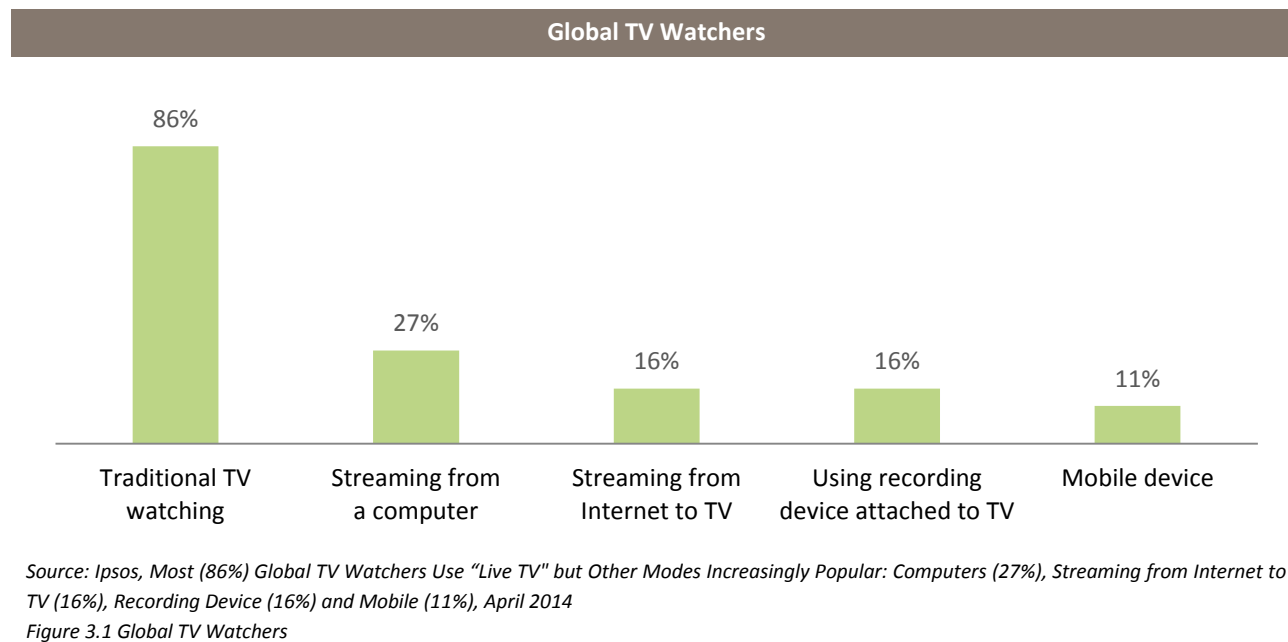 Global TV Watchers
86%
27%
16%
16%
11%
Traditional TV
watching
Streaming from
a computer
Streaming from
Internet to TV
Using recording
device attached to TV
Mobile device
Source: Ipsos, Most (86%) Global TV Watchers Use “Live TV" but Other Modes Increasingly Popular: Computers (27%), Streaming from Internet to
TV (16%), Recording Device (16%) and Mobile (11%), April 2014
Figure 3.1 Global TV Watchers